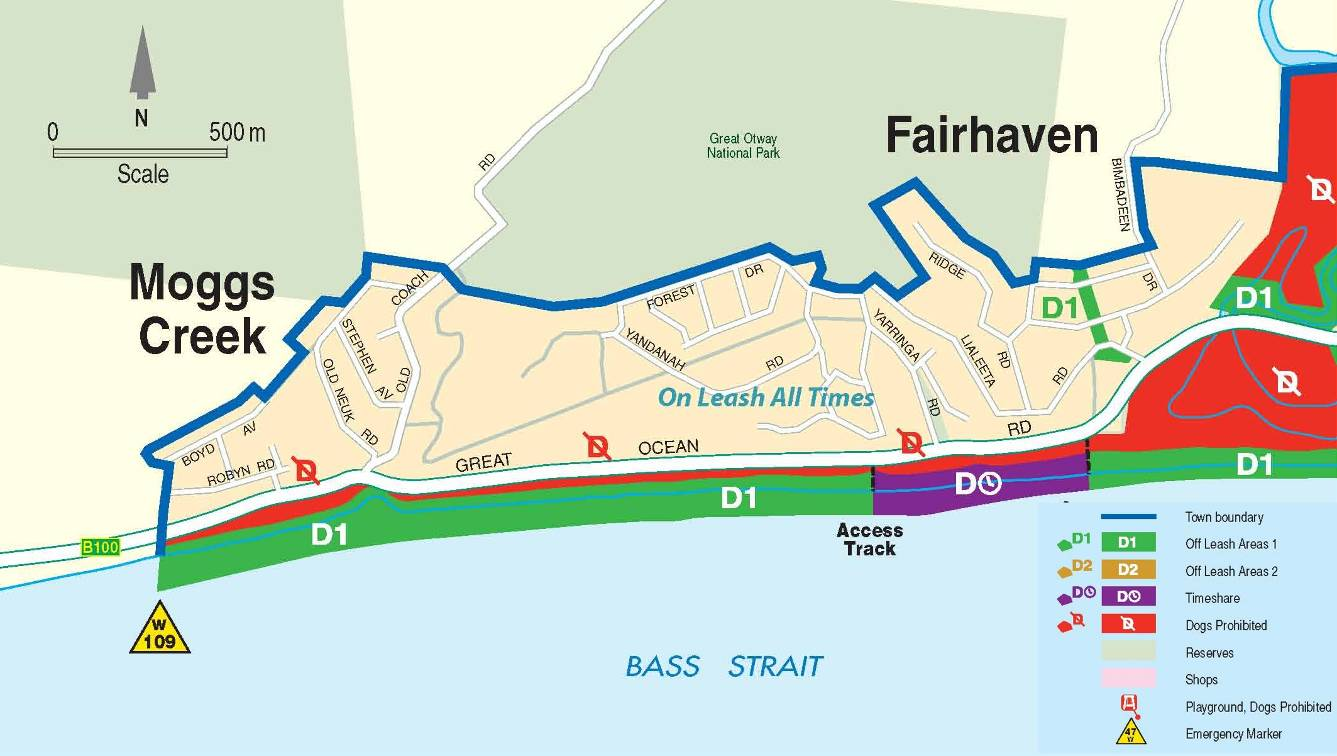 N
0 500 m
Scale
Great Otway
National Park
Fairhaven
Moggs
Creek
RD
BIMBADEEN
DR
D
RIDGE
RD
COACH
OLD
FOREST
DR
YANDANAH
RD
YARRINGA
RD
LIALEETA
RD
D1
D1
STEPHEN
AV
OLD NEUK
RD
On Leash All Times
D
BOYD
AV
ROBYN RD
D
D
D
GREAT
OCEAN
RD
B100
D1
D1
D
D1
Access
Track
W
109
BASS STRAIT
Town boundary
D1 D1 Off Leash Areas 1
D2 D2 Off Leash Areas 2
D D Timeshare
D D Dogs Prohibited
Reserves
Shops
Playground, Dogs Prohibited
47
W
Emergency Marker